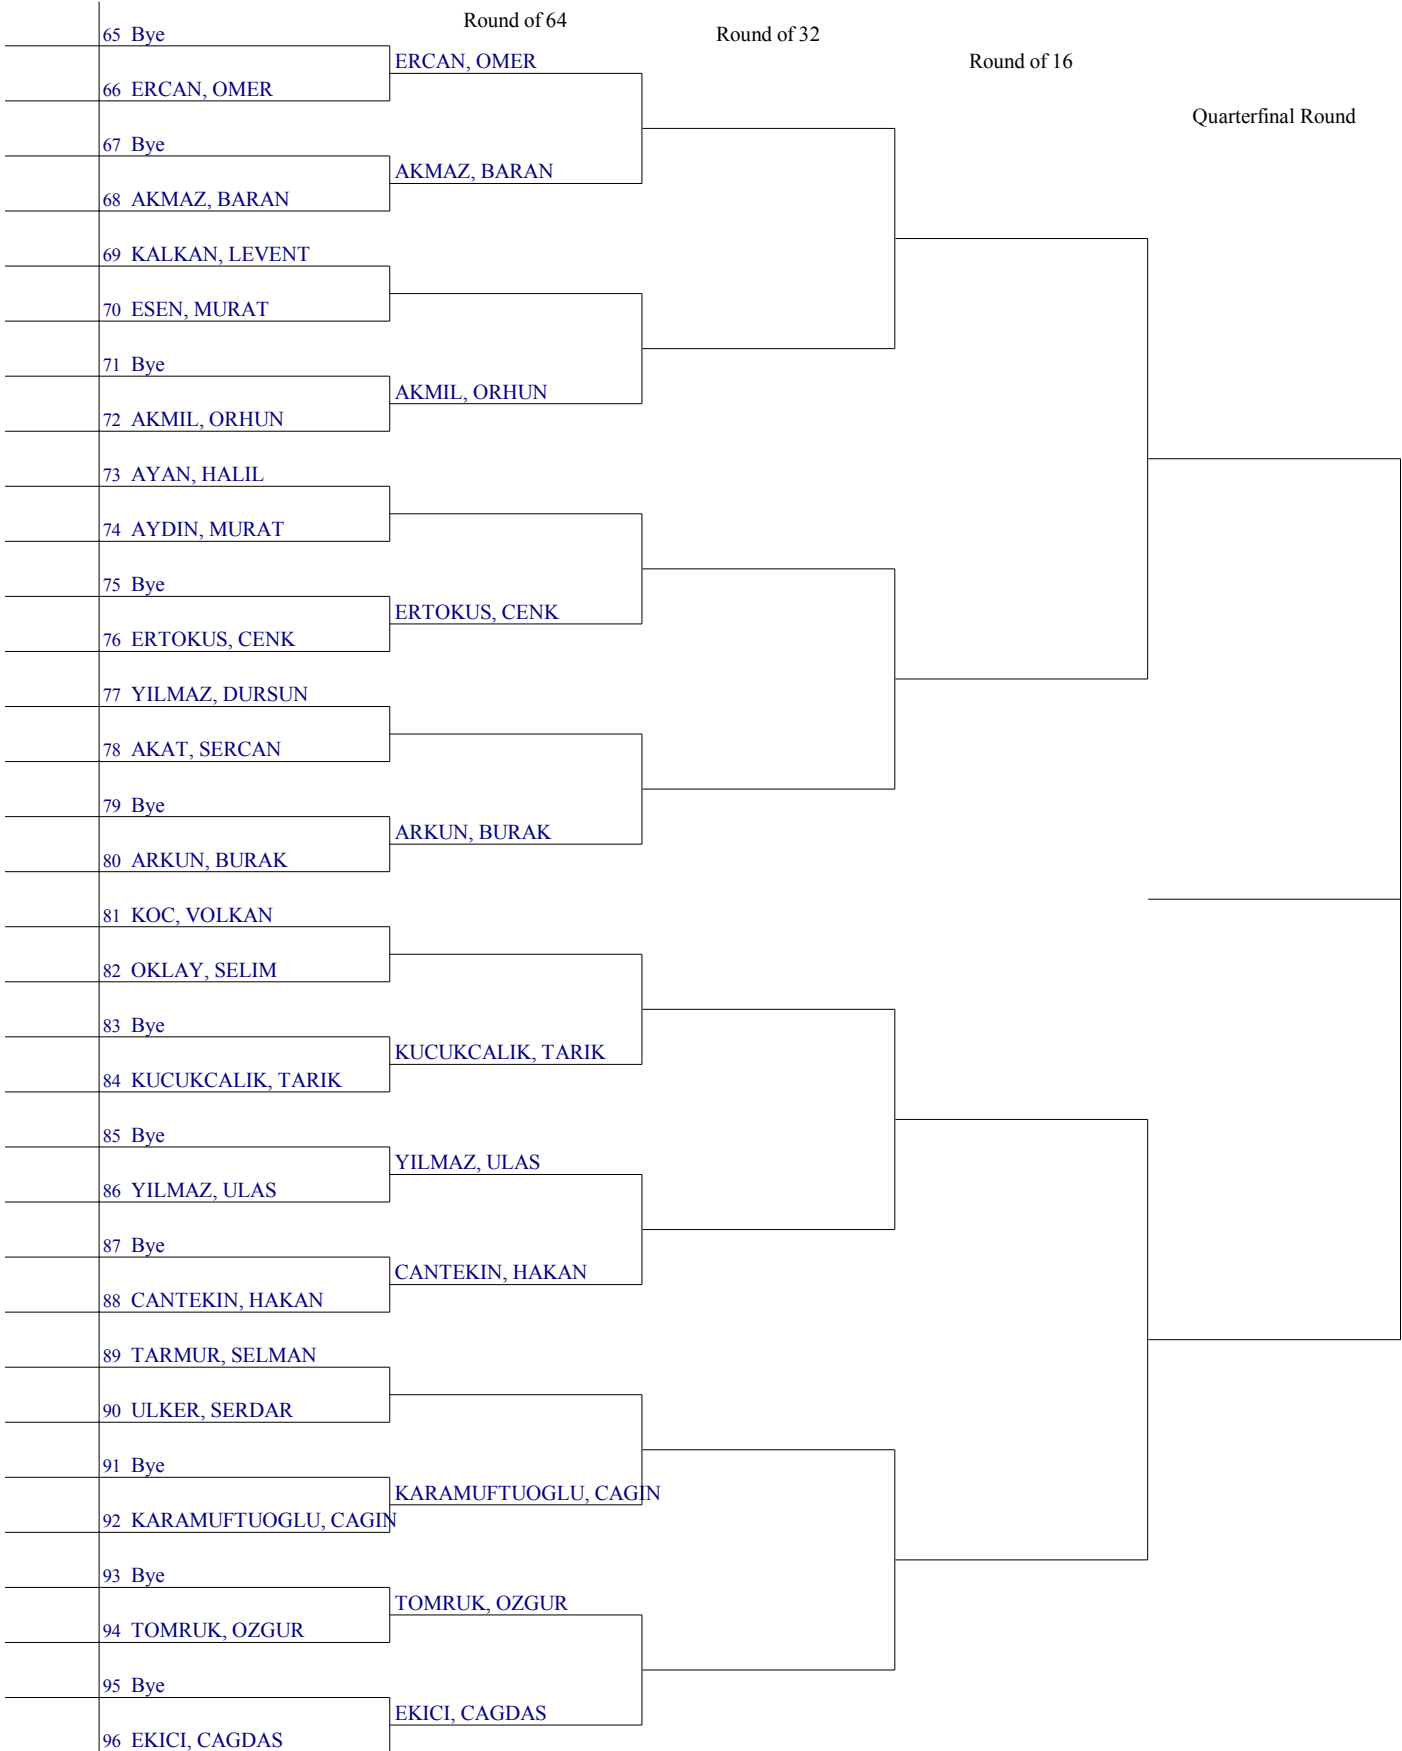 Round of 64
Round of 32
Round of 16
Quarterfinal Round
65 Bye
ERCAN, OMER
66 ERCAN, OMER
67 Bye
AKMAZ, BARAN
68 AKMAZ, BARAN
69 KALKAN, LEVENT
70 ESEN, MURAT
71 Bye
AKMIL, ORHUN
72 AKMIL, ORHUN
73 AYAN, HALIL
74 AYDIN, MURAT
75 Bye
ERTOKUS, CENK
76 ERTOKUS, CENK
77 YILMAZ, DURSUN
78 AKAT, SERCAN
79 Bye
ARKUN, BURAK
80 ARKUN, BURAK
81 KOC, VOLKAN
82 OKLAY, SELIM
83 Bye
KUCUKCALIK, TARIK
84 KUCUKCALIK, TARIK
85 Bye
YILMAZ, ULAS
86 YILMAZ, ULAS
87 Bye
CANTEKIN, HAKAN
88 CANTEKIN, HAKAN
89 TARMUR, SELMAN
90 ULKER, SERDAR
91 Bye
KARAMUFTUOGLU, CAGIN
92 KARAMUFTUOGLU, CAGIN
93 Bye
TOMRUK, OZGUR
94 TOMRUK, OZGUR
95 Bye
EKICI, CAGDAS
96 EKICI, CAGDAS